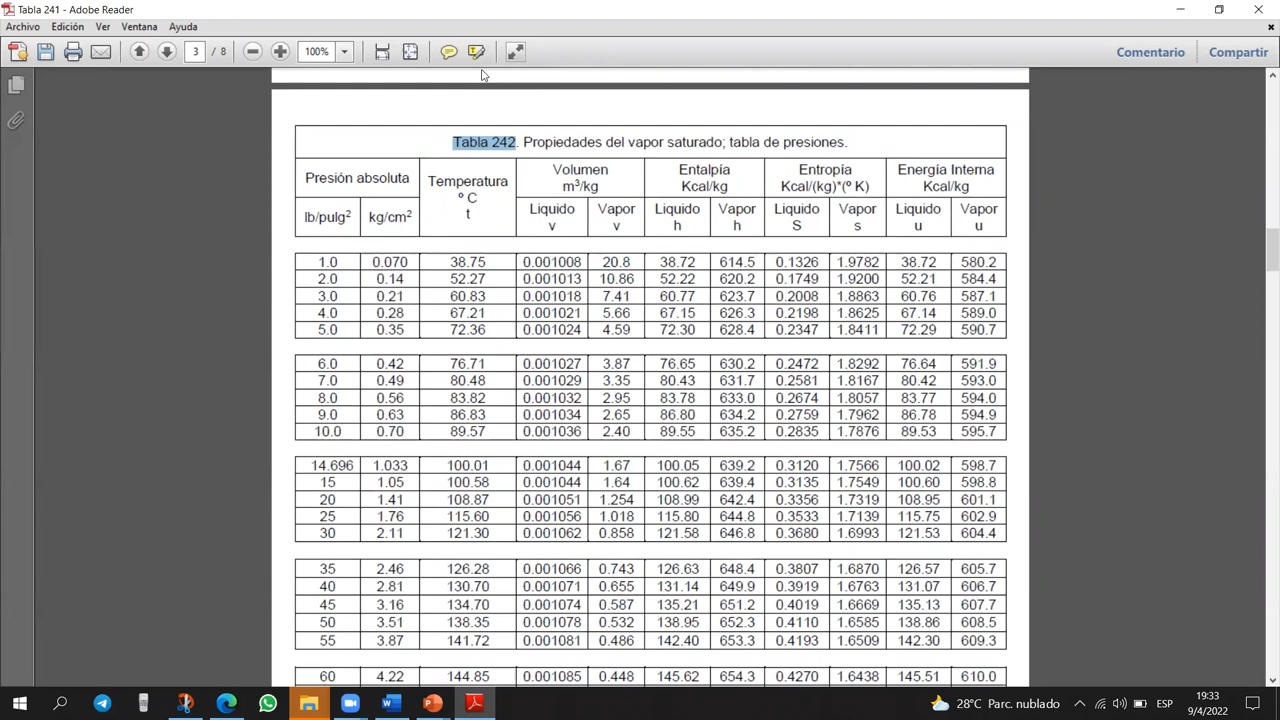 Tabla 241 - Adobe Reader
Archivo Edición Ver Ventana Ayuda
3 / 8 100% Comentario Compartir
Tabla 242. Propiedades del vapor saturado; tabla de presiones.
Presión absoluta Temperatura º C t Volumen m³/kg Entalpía Kcal/kg Entropía Kcal/(kg)*(º K) Energía Interna Kcal/kg
lb/pulg² kg/cm² Liquido v Vapor v Liquido h Vapor h Liquido S Vapor s Liquido u Vapor u
1.0 0.070 38.75 0.001008 20.8 38.72 614.5 0.1326 1.9782 38.72 580.2
2.0 0.14 52.27 0.001013 10.86 52.22 620.2 0.1749 1.9200 52.21 584.4
3.0 0.21 60.83 0.001018 7.41 60.77 623.7 0.2008 1.8863 60.76 587.1
4.0 0.28 67.21 0.001021 5.66 67.15 626.3 0.2198 1.8625 67.14 589.0
5.0 0.35 72.36 0.001024 4.59 72.30 628.4 0.2347 1.8411 72.29 590.7
6.0 0.42 76.71 0.001027 3.87 76.65 630.2 0.2472 1.8292 76.64 591.9
7.0 0.49 80.48 0.001029 3.35 80.43 631.7 0.2581 1.8167 80.42 593.0
8.0 0.56 83.82 0.001032 2.95 83.78 633.0 0.2674 1.8057 83.77 594.0
9.0 0.63 86.83 0.001034 2.65 86.80 634.2 0.2759 1.7962 86.78 594.9
10.0 0.70 89.57 0.001036 2.40 89.55 635.2 0.2835 1.7876 89.53 595.7
14.696 1.033 100.01 0.001044 1.67 100.05 639.2 0.3120 1.7566 100.02 598.7
15 1.05 100.58 0.001044 1.64 100.62 639.4 0.3135 1.7549 100.60 598.8
20 1.41 108.87 0.001051 1.254 108.99 642.4 0.3356 1.7319 108.95 601.1
25 1.76 115.60 0.001056 1.018 115.80 644.8 0.3533 1.7139 115.75 602.9
30 2.11 121.30 0.001062 0.858 121.58 646.8 0.3680 1.6993 121.53 604.4
35 2.46 126.28 0.001066 0.743 126.63 648.4 0.3807 1.6870 126.57 605.7
40 2.81 130.70 0.001071 0.655 131.14 649.9 0.3919 1.6763 131.07 606.7
45 3.16 134.70 0.001074 0.587 135.21 651.2 0.4019 1.6669 135.13 607.7
50 3.51 138.35 0.001078 0.532 138.95 652.3 0.4110 1.6585 138.86 608.5
55 3.87 141.72 0.001081 0.486 142.40 653.3 0.4193 1.6509 142.30 609.3
60 4.22 144.85 0.001085 0.448 145.62 654.3 0.4270 1.6438 145.51 610.0
28°C Parc. nublado ESP 19:33
9/4/2022